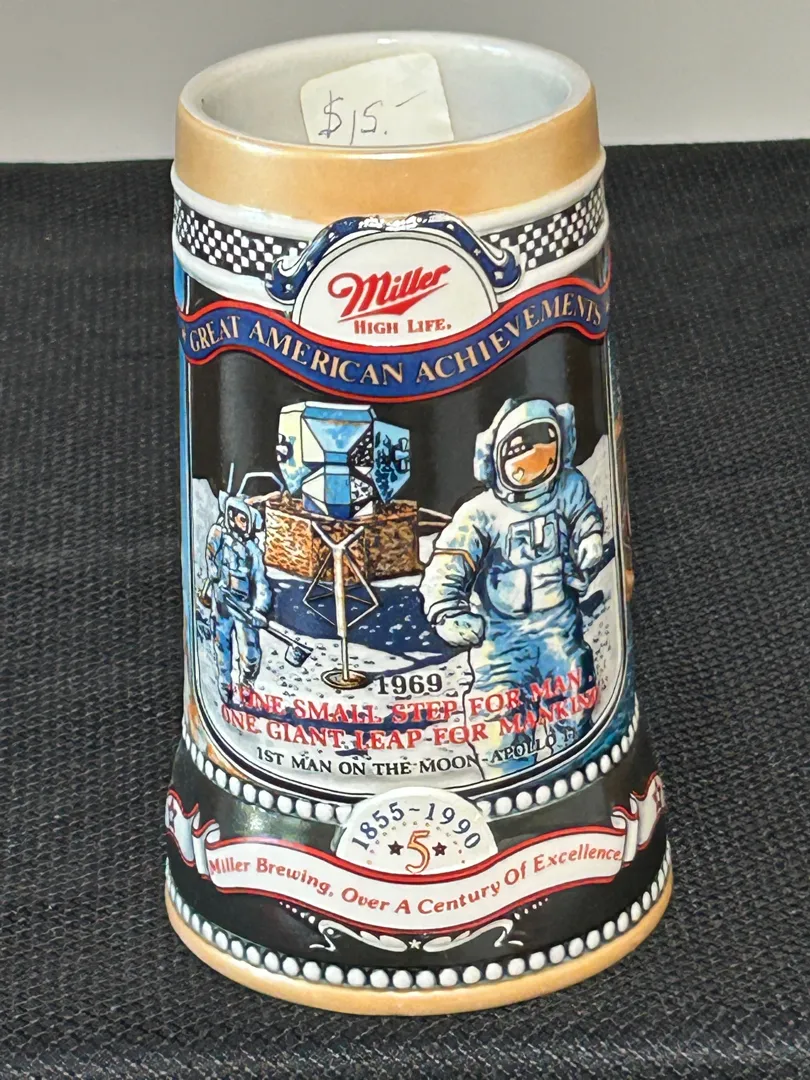 $15.-
Miller
HIGH LIFE.
GREAT AMERICAN ACHIEVEMENTS
1969
ONE SMALL STEP FOR MAN
ONE GIANT LEAP FOR MANKIND
1ST MAN ON THE MOON-APOLLO
1855~1990
5
Miller Brewing, Over A Century Of Excellence